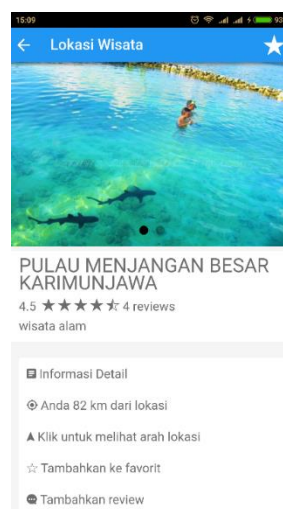 15:09 93
Lokasi Wisata
PULAU MENJANGAN BESAR
KARIMUNJAWA
4.5 ★★★★⯪ 4 reviews
wisata alam
Informasi Detail
Anda 82 km dari lokasi
Klik untuk melihat arah lokasi
Tambahkan ke favorit
Tambahkan review